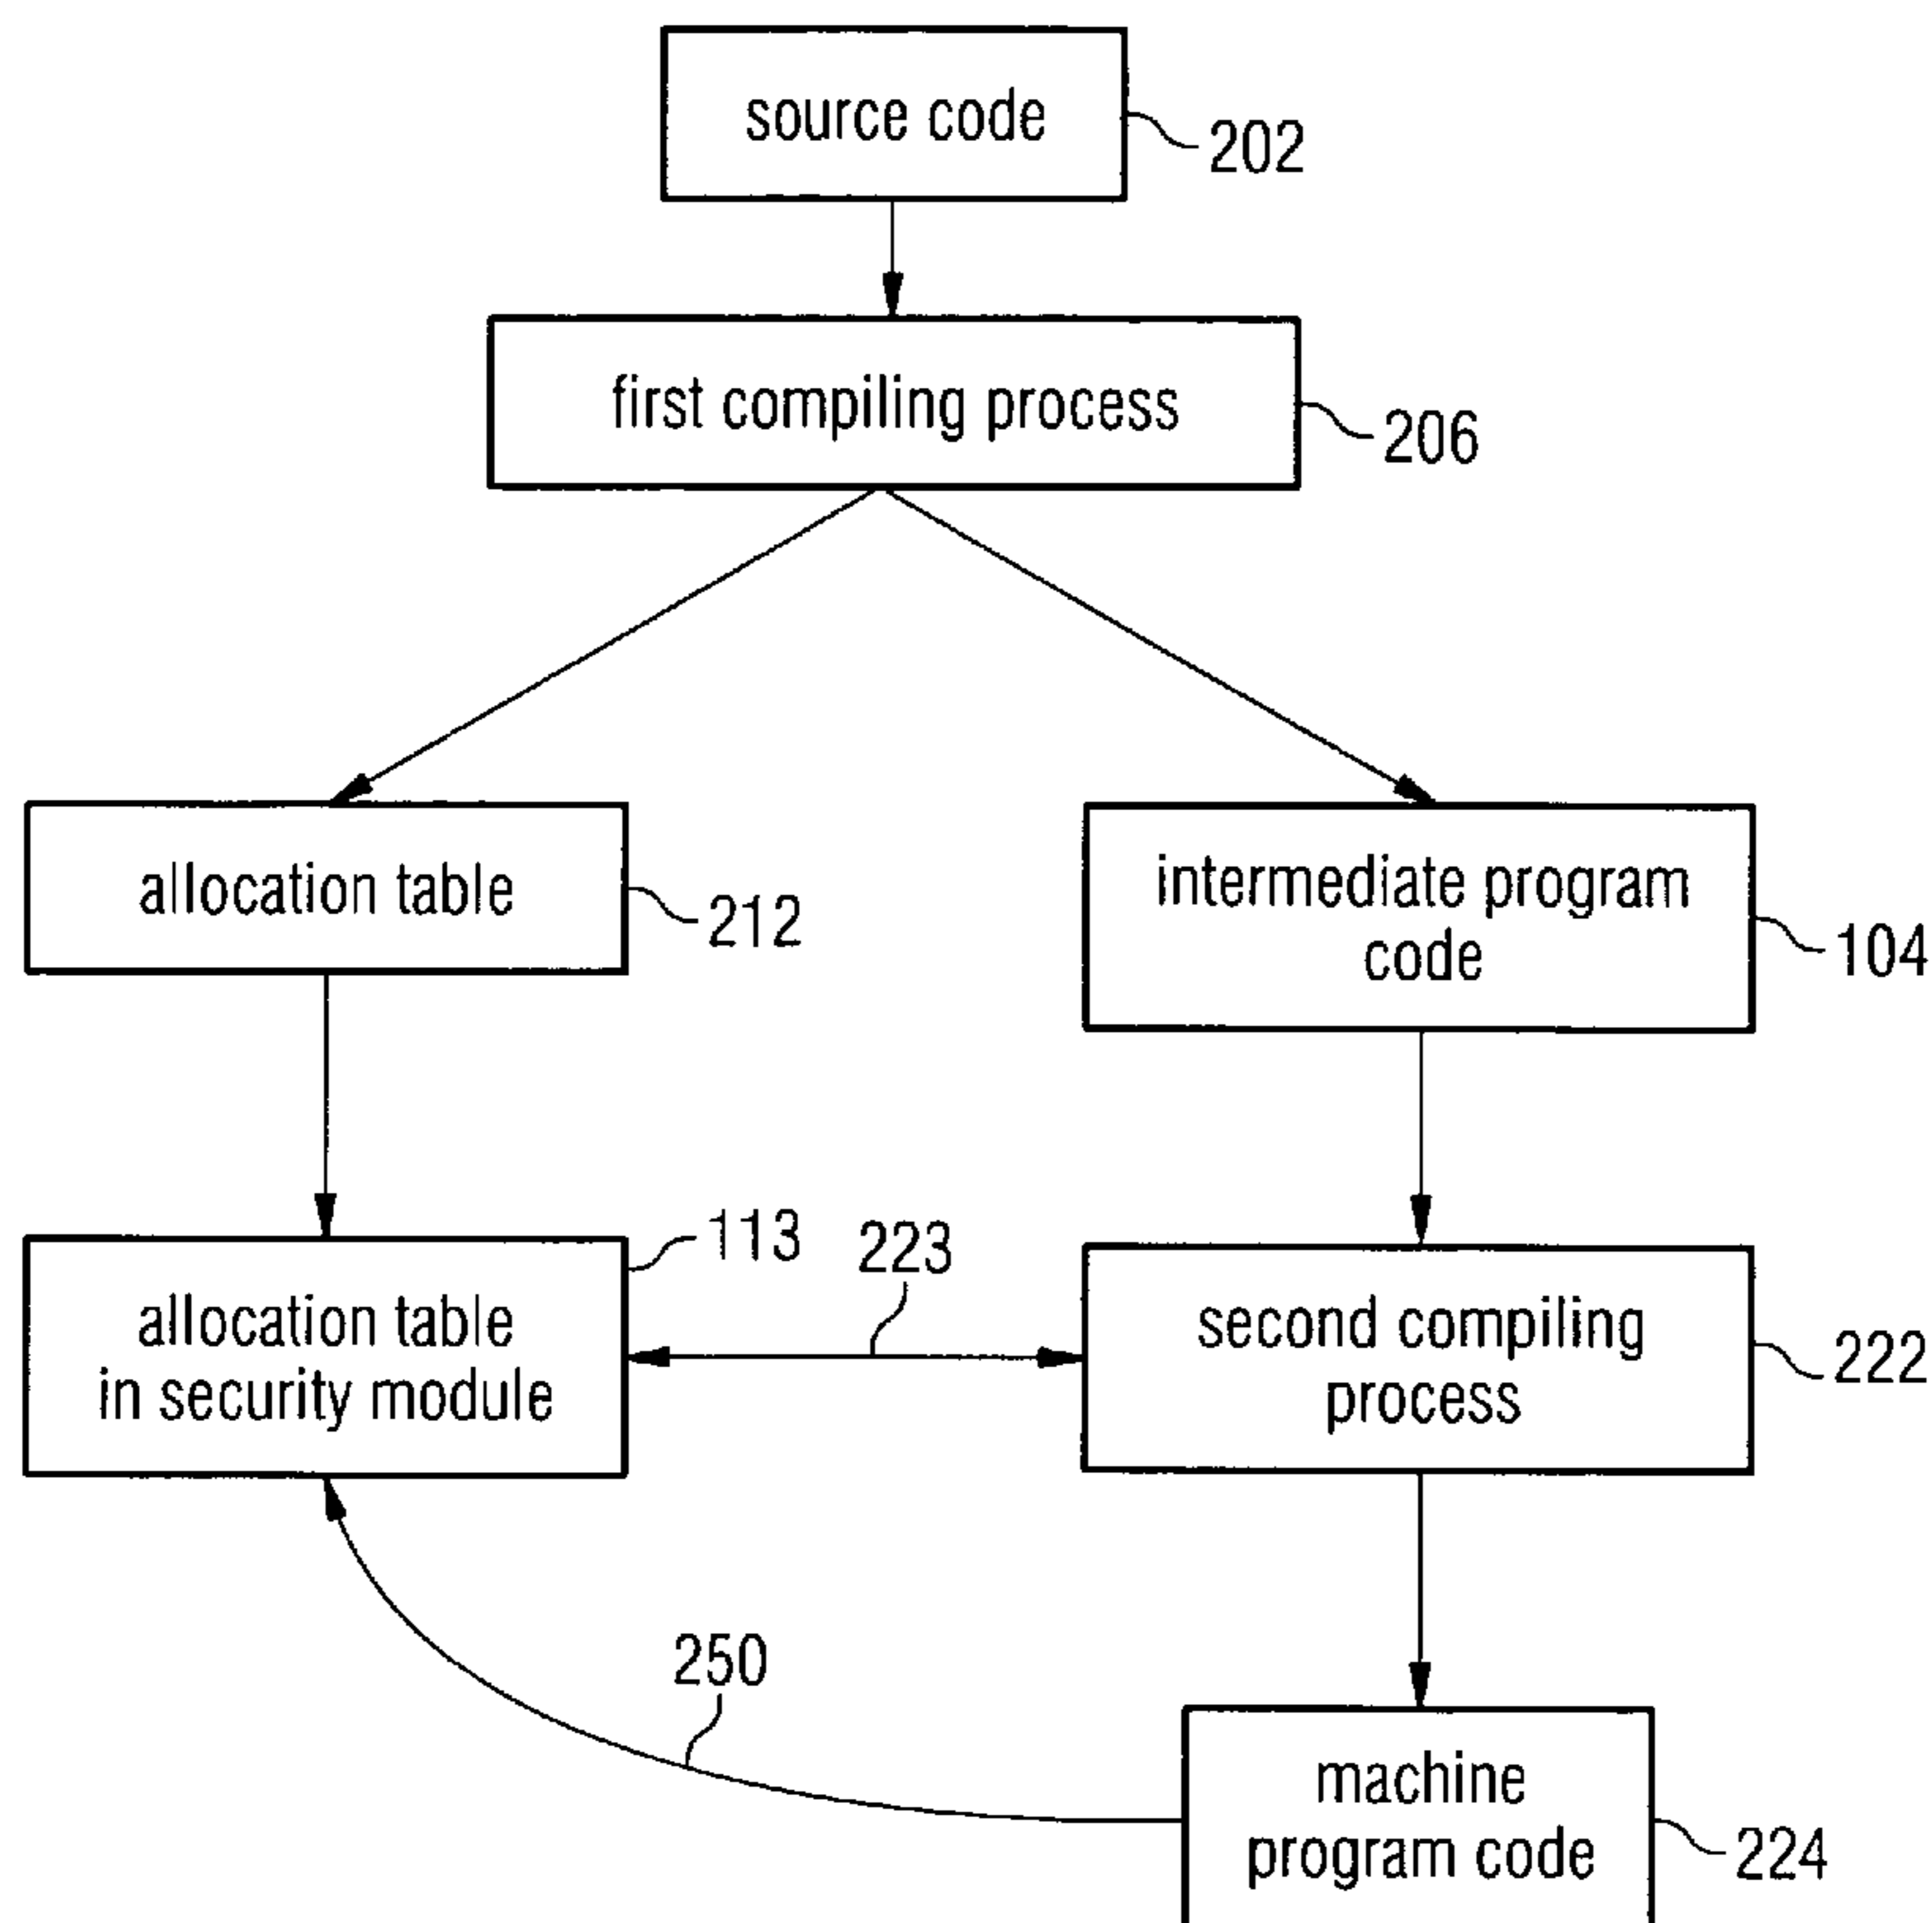 source code
202
first compiling process
206
allocation table
212
intermediate program
code
104
113
223
allocation table
in security module
second compiling
process
222
250
machine
program code
224